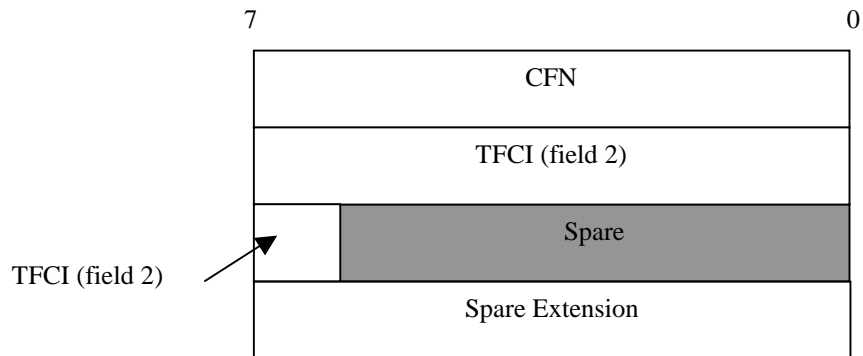 7 0
CFN
TFCI (field 2)
Spare
TFCI (field 2)
Spare Extension